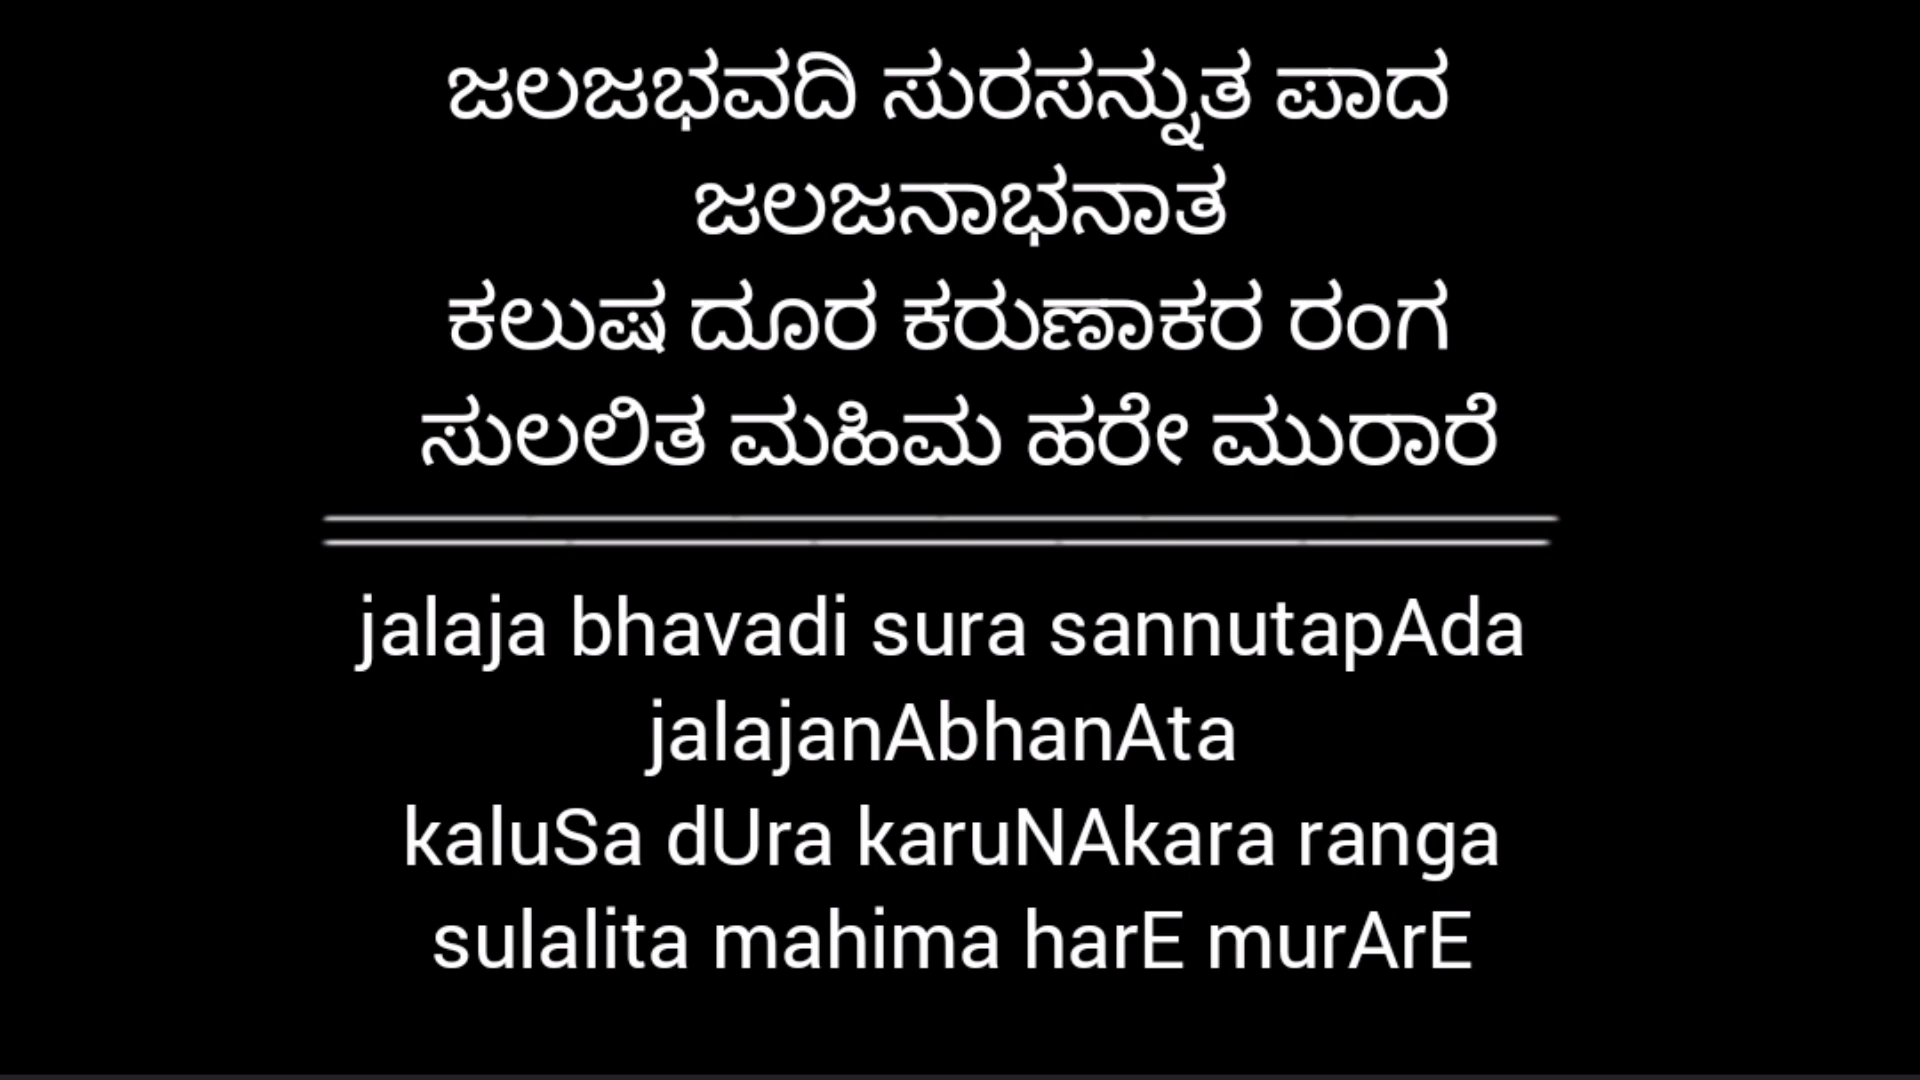 ಜಲಜಭವದಿ ಸುರಸನ್ನುತ ಪಾದ
ಜಲಜನಾಭನಾತ
ಕಲುಷ ದೂರ ಕರುಣಾಕರ ರಂಗ
ಸುಲಲಿತ ಮಹಿಮ ಹರೇ ಮುರಾರೆ
jalaja bhavadi sura sannutapAda
jalajanAbhanAta
kaluSa dUra karuNAkara ranga
sulalita mahima harE murArE